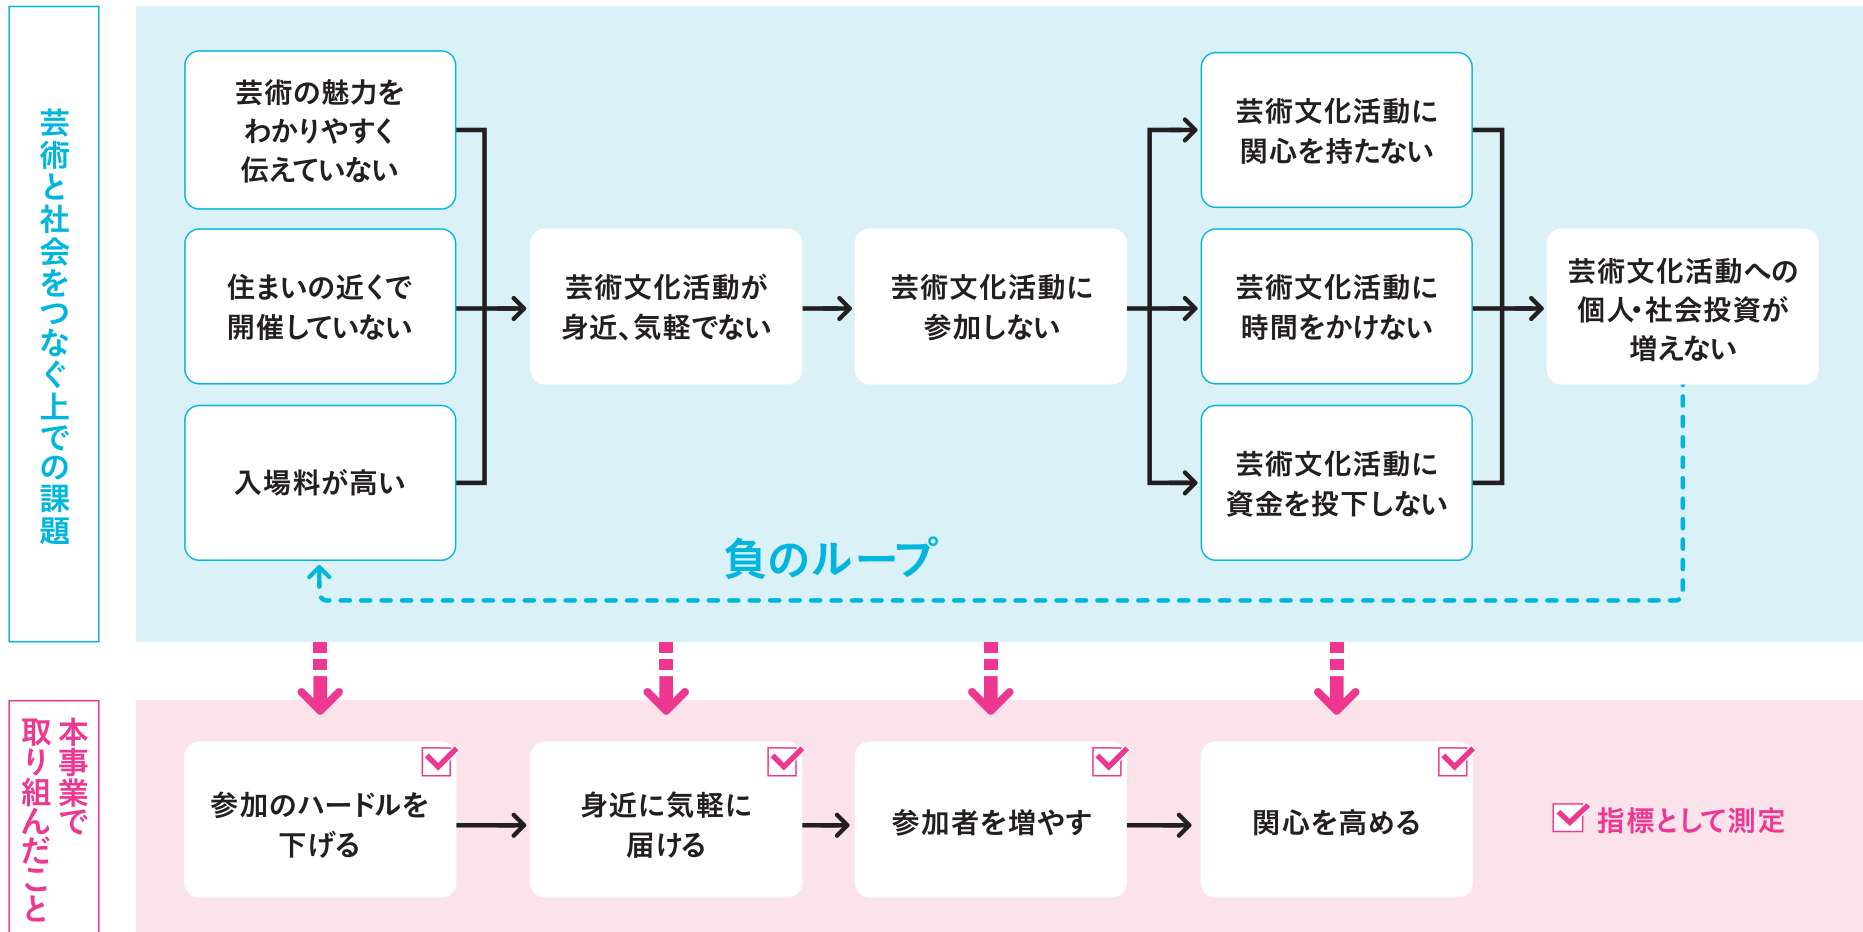 芸術と社会をつなぐ上での課題
芸術の魅力を
わかりやすく
伝えていない
住まいの近くで
開催していない
入場料が高い
芸術文化活動が
身近、気軽でない
芸術文化活動に
参加しない
芸術文化活動に
関心を持たない
芸術文化活動に
時間をかけない
芸術文化活動に
資金を投下しない
芸術文化活動への
個人・社会投資が
増えない
負のループ
本事業で
取り組んだこと
参加のハードルを
下げる
身近に気軽に
届ける
参加者を増やす
関心を高める
指標として測定